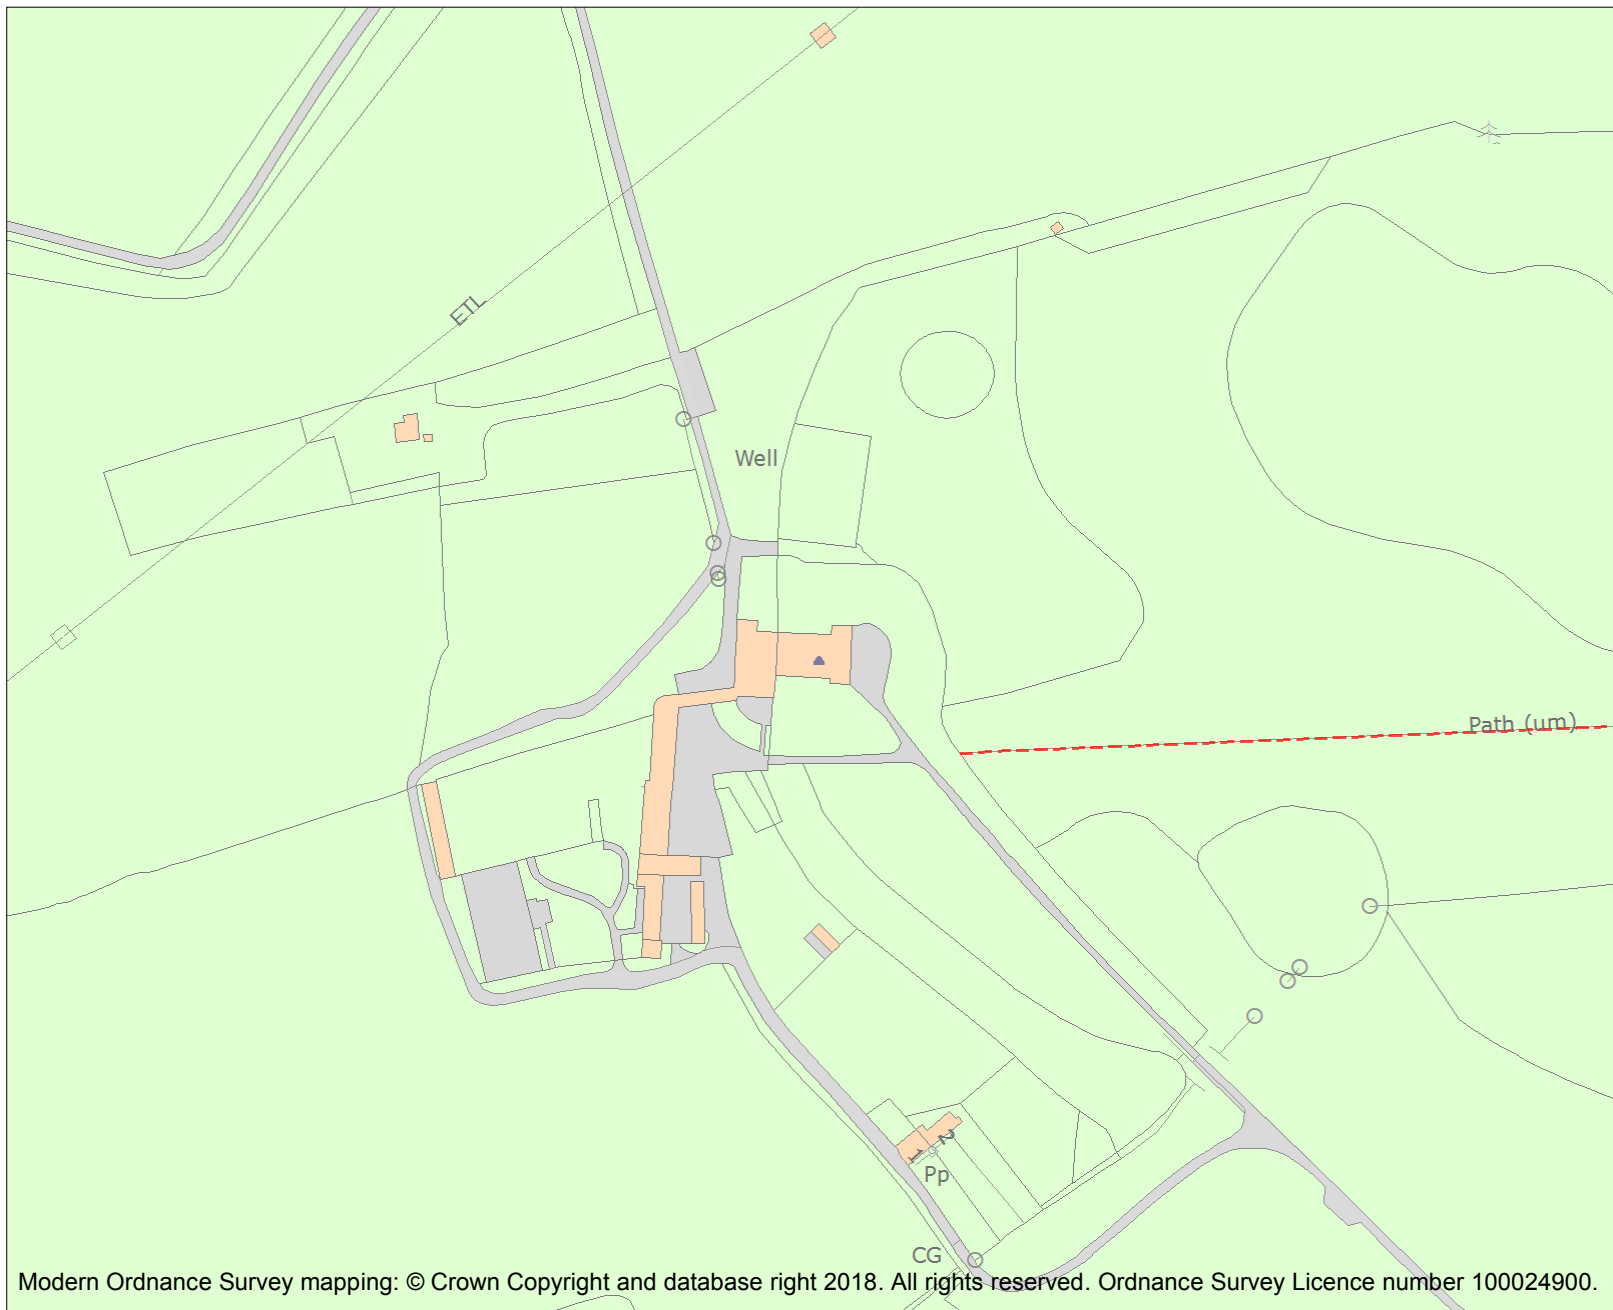 ETL
Well
Path (um)
2
1
Pp
CG
Modern Ordnance Survey mapping: © Crown Copyright and database right 2018. All rights reserved. Ordnance Survey Licence number 100024900.